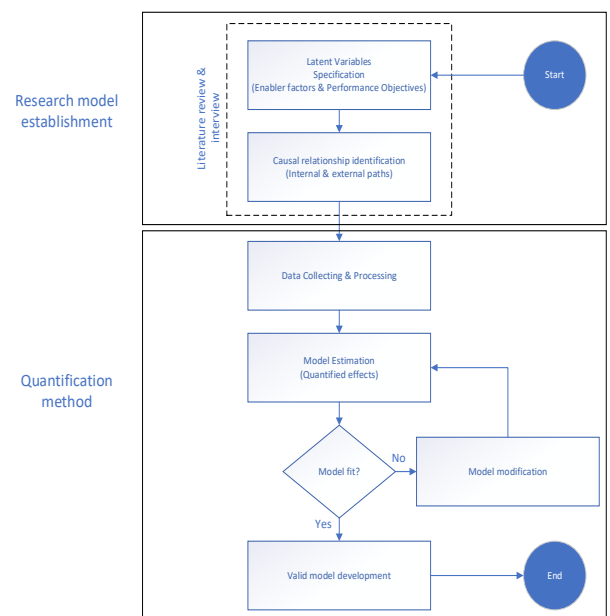 Research model
establishment
Literature review &
interview
Latent Variables
Specification
(Enabler factors & Performance Objectives)
Start
Causal relationship identification
(Internal & external paths)
Quantification
method
Data Collecting & Processing
Model Estimation
(Quantified effects)
Model fit?
No
Model modification
Yes
Valid model development
End